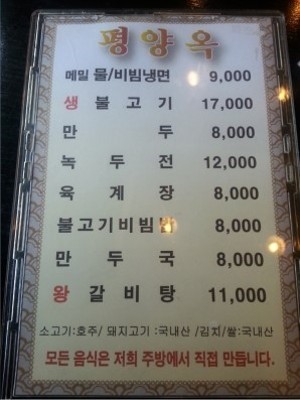 평양옥
메밀 물/비빔냉면 9,000
생 불고기 17,000
만두 8,000
녹두전 12,000
육계장 8,000
불고기비빔밥 8,000
만두국 8,000
왕갈비탕 11,000
소고기:호주/ 돼지고기 :국내산 /김치/쌀:국내산
모든 음식은 저희 주방에서 직접 만듭니다.